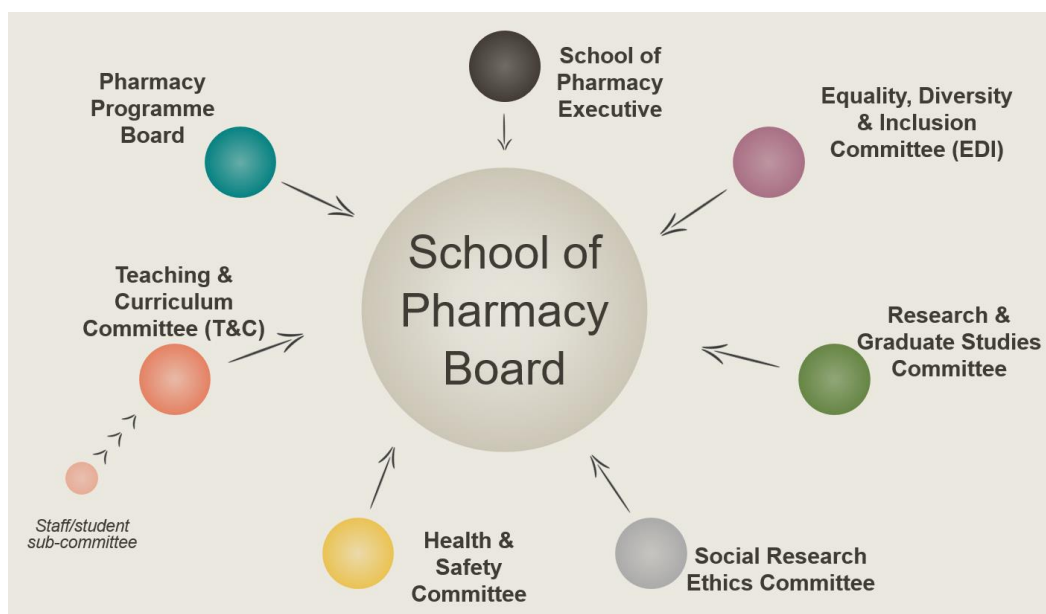 School of
Pharmacy
Executive
Pharmacy
Programme
Board
Equality, Diversity
& Inclusion
Committee (EDI)
School of
Pharmacy
Board
Teaching &
Curriculum
Committee (T&C)
Research &
Graduate Studies
Committee
Staff/student
sub-committee
Health &
Safety
Committee
Social Research
Ethics Committee